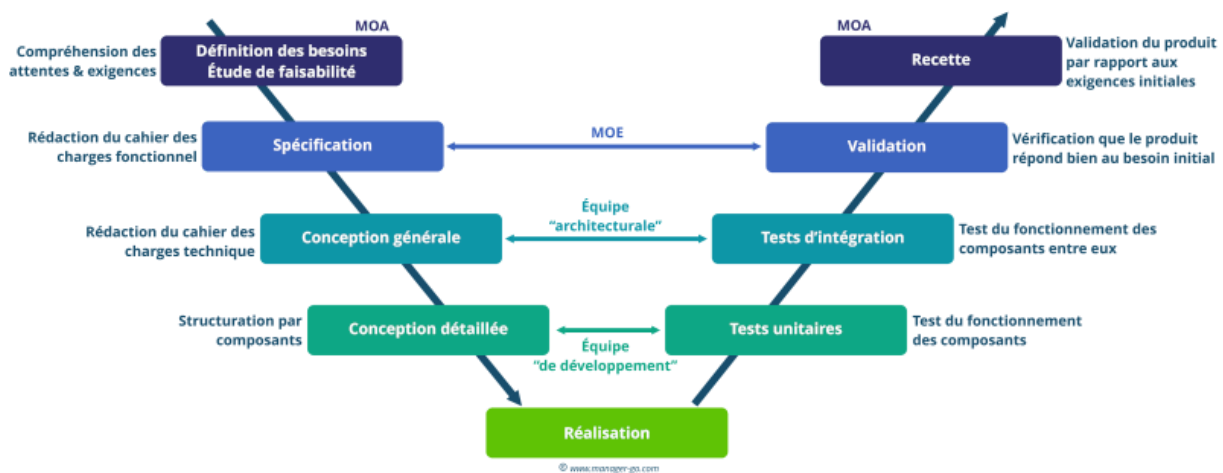 MOA
Définition des besoins
Étude de faisabilité
Compréhension des
attentes & exigences
MOA
Recette
Validation du produit
par rapport aux
exigences initiales
Rédaction du cahier des
charges fonctionnel
Spécification
MOE
Validation
Vérification que le produit
répond bien au besoin initial
Rédaction du cahier des
charges technique
Conception générale
Équipe
“architecturale”
Tests d’intégration
Test du fonctionnement des
composants entre eux
Structuration par
composants
Conception détaillée
Équipe
“de développement”
Tests unitaires
Test du fonctionnement
des composants
Réalisation
© www.manager-go.com